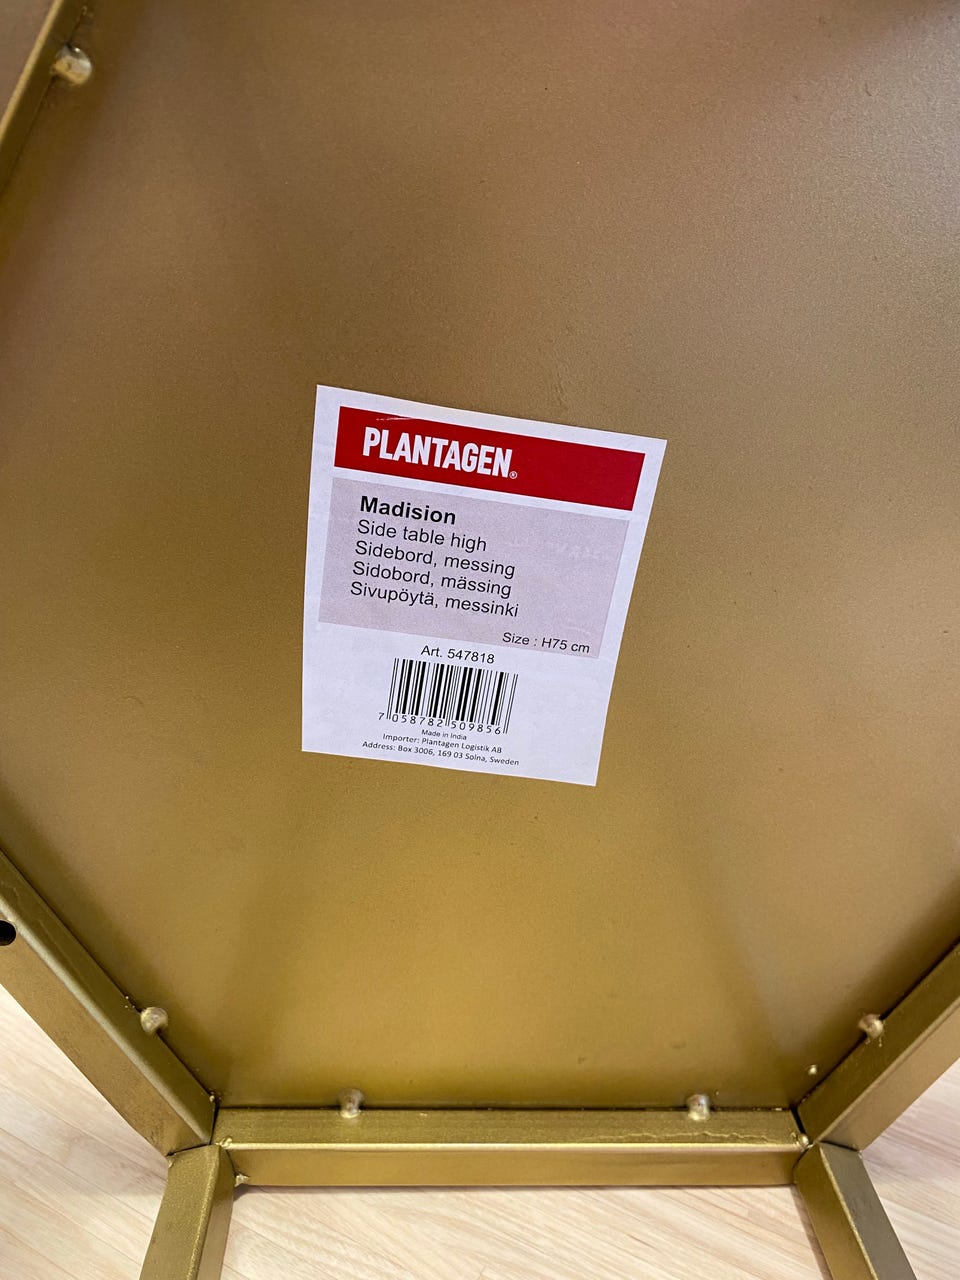 PLANTAGEN®
Madision
Side table high
Sidebord, messing
Sidobord, mässing
Sivupöytä, messinki
Size : H75 cm
Art. 547818
7 058782 509856
Made in India
Importer: Plantagen Logistik AB
Address: Box 3006, 169 03 Solna, Sweden